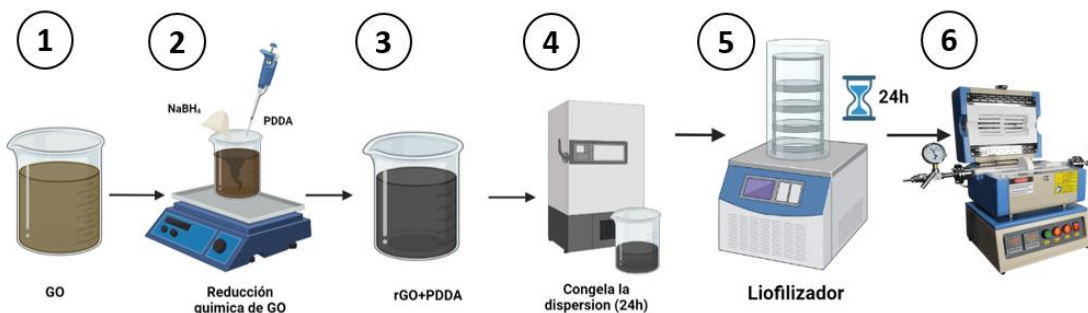 1
2
3
4
5
6
NaBH₄
PDDA
24h
GO
Reducción
quimica de GO
rGO+PDDA
Congela la
dispersion (24h)
Liofilizador